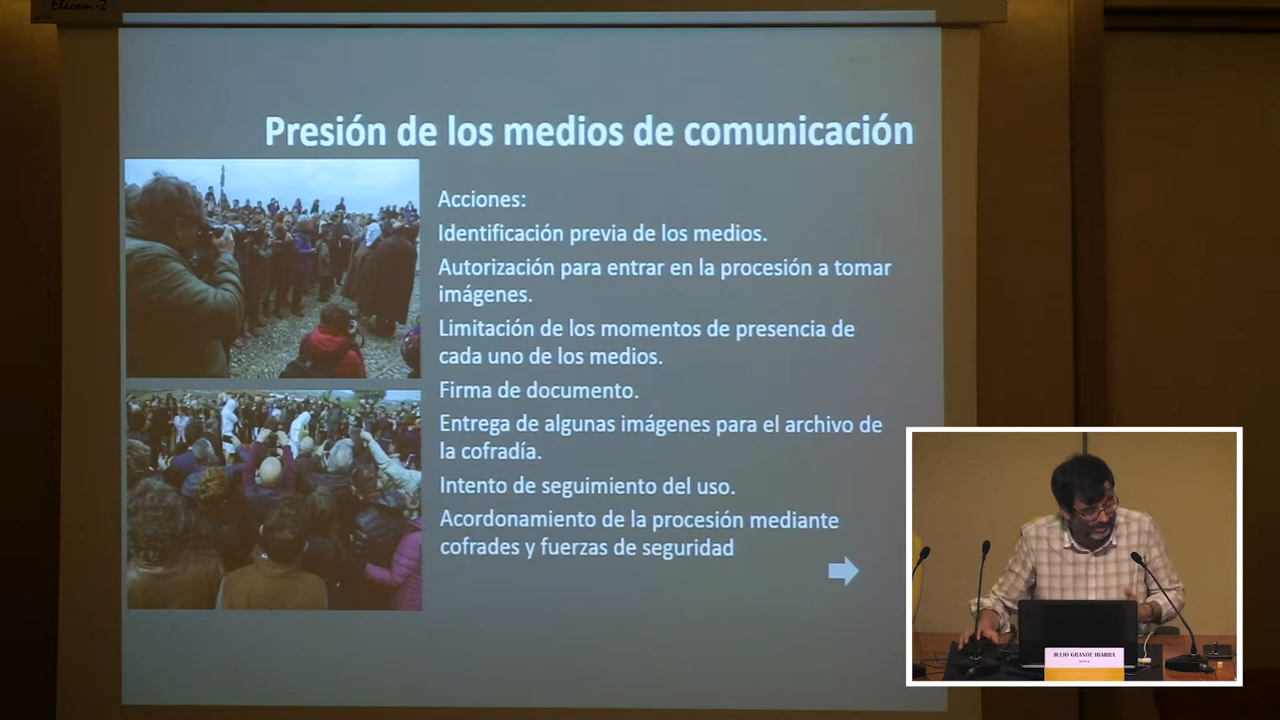 Elecom-2
Presión de los medios de comunicación
Acciones:
Identificación previa de los medios.
Autorización para entrar en la procesión a tomar
imágenes.
Limitación de los momentos de presencia de
cada uno de los medios.
Firma de documento.
Entrega de algunas imágenes para el archivo de
la cofradía.
Intento de seguimiento del uso.
Acordonamiento de la procesión mediante
cofrades y fuerzas de seguridad
JULIO GRANDE IBARRA